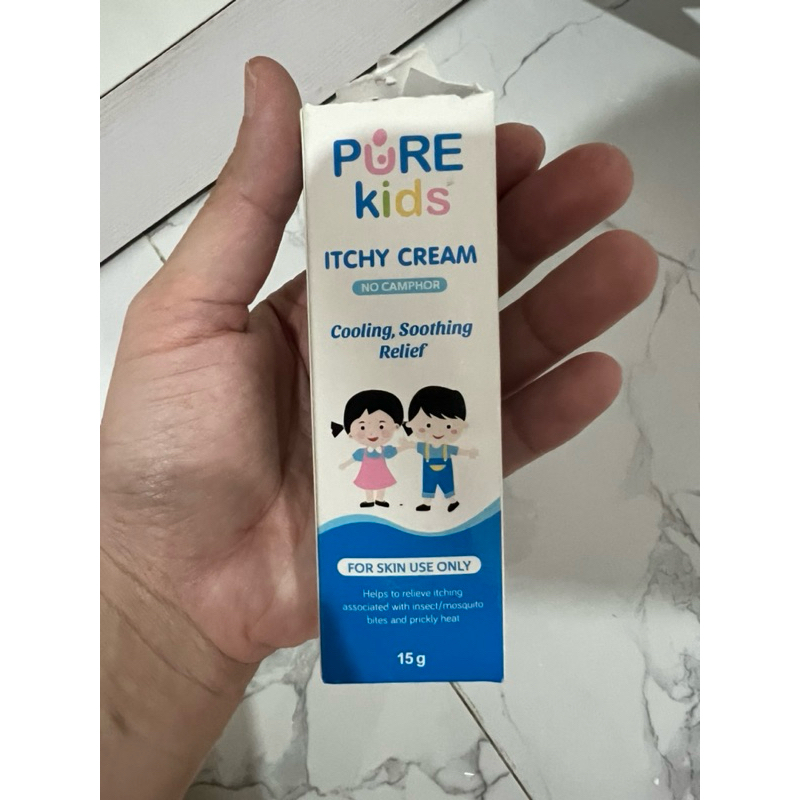 PURE
kids
ITCHY CREAM
NO CAMPHOR
Cooling, Soothing
Relief
FOR SKIN USE ONLY
Helps to relieve itching
associated with insect/mosquito
bites and prickly heat
15 g